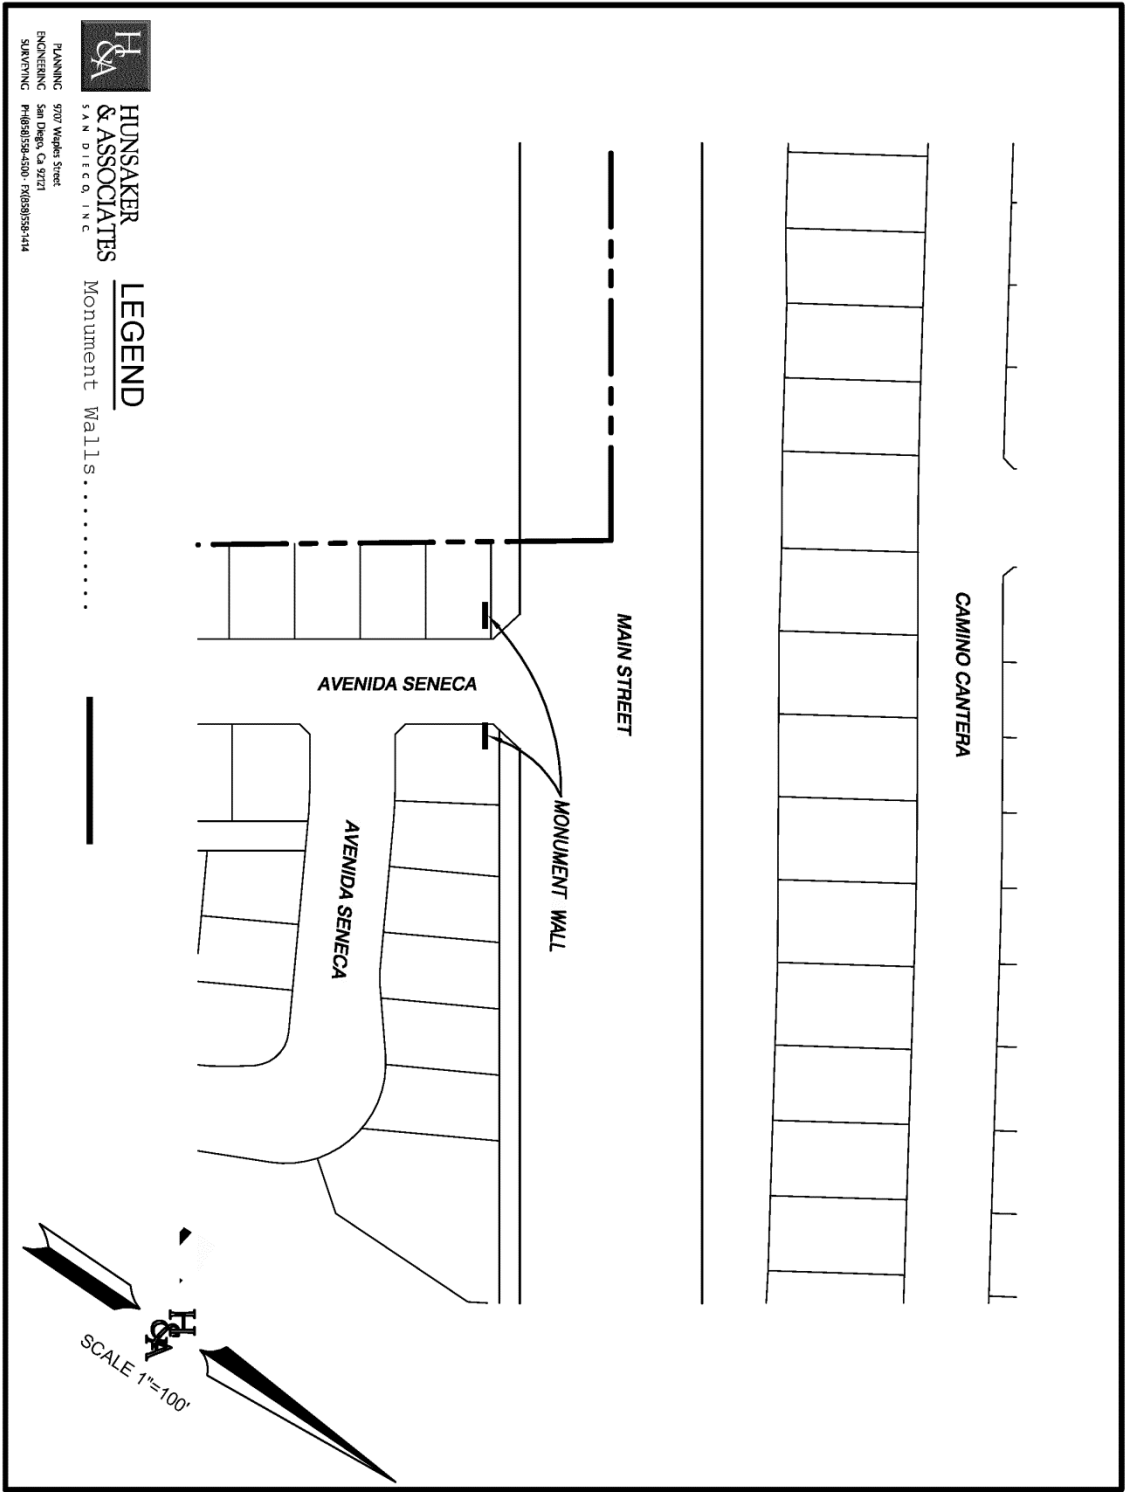 H&A
HUNSAKER
& ASSOCIATES
SAN DIEGO, INC.
PLANNING 9707 Waples Street
ENGINEERING San Diego, Ca 92121
SURVEYING PH(858)558-4500 · FX(858)558-1414
LEGEND
Monument Walls..........
CAMINO CANTERA
MAIN STREET
MONUMENT WALL
AVENIDA SENECA
AVENIDA SENECA
H&A
SCALE 1"=100'